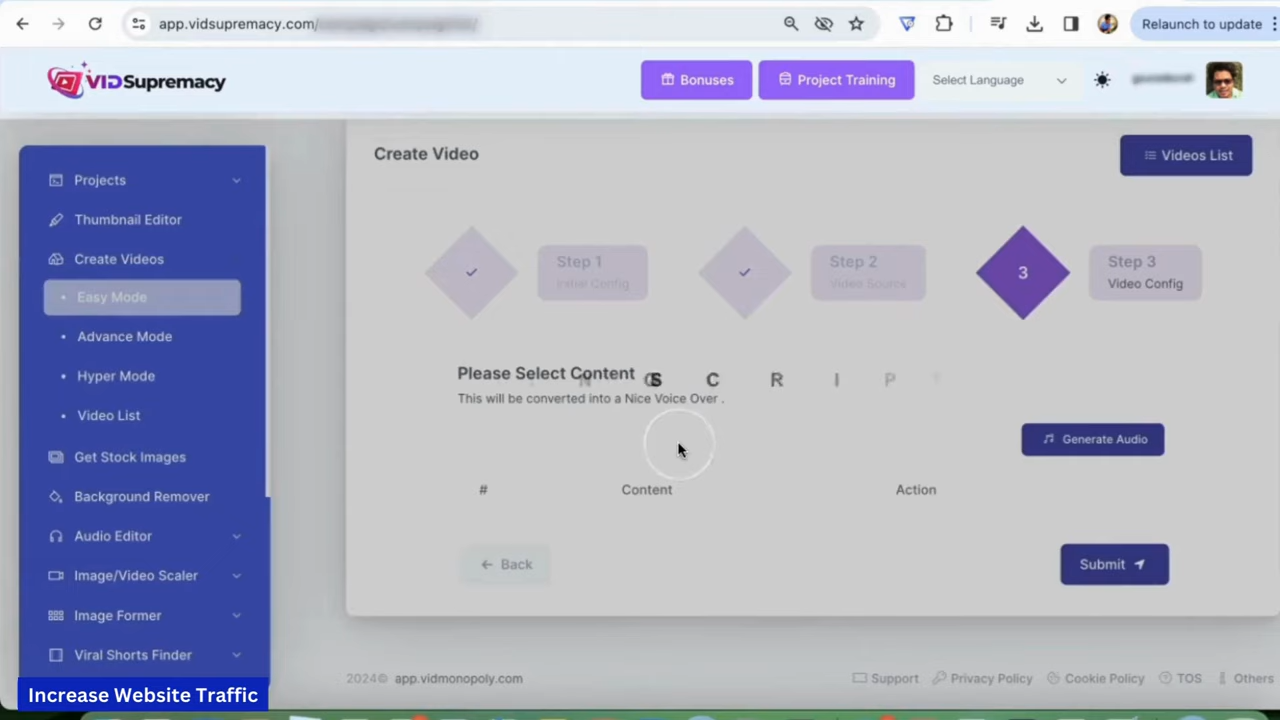 app.vidsupremacy.com/
Relaunch to update
VIDSupremacy
Bonuses
Project Training
Select Language
Create Video
Videos List
Projects
Thumbnail Editor
Create Videos
Easy Mode
Advance Mode
Hyper Mode
Video List
Get Stock Images
Background Remover
Audio Editor
Image/Video Scaler
Image Former
Viral Shorts Finder
Step 1
Initial Config
Step 2
Video Source
3
Step 3
Video Config
Please Select Content
S C R I P
This will be converted into a Nice Voice Over .
Generate Audio
# Content Action
Back
Submit
2024© app.vidmonopoly.com
Support Privacy Policy Cookie Policy TOS Others
Increase Website Traffic